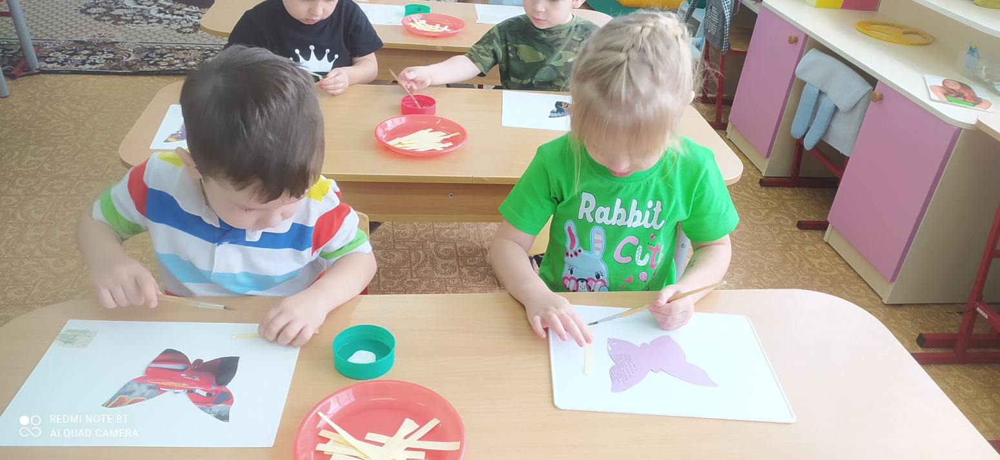 Rabbit
Cut
REDMI NOTE 8T
AI QUAD CAMERA